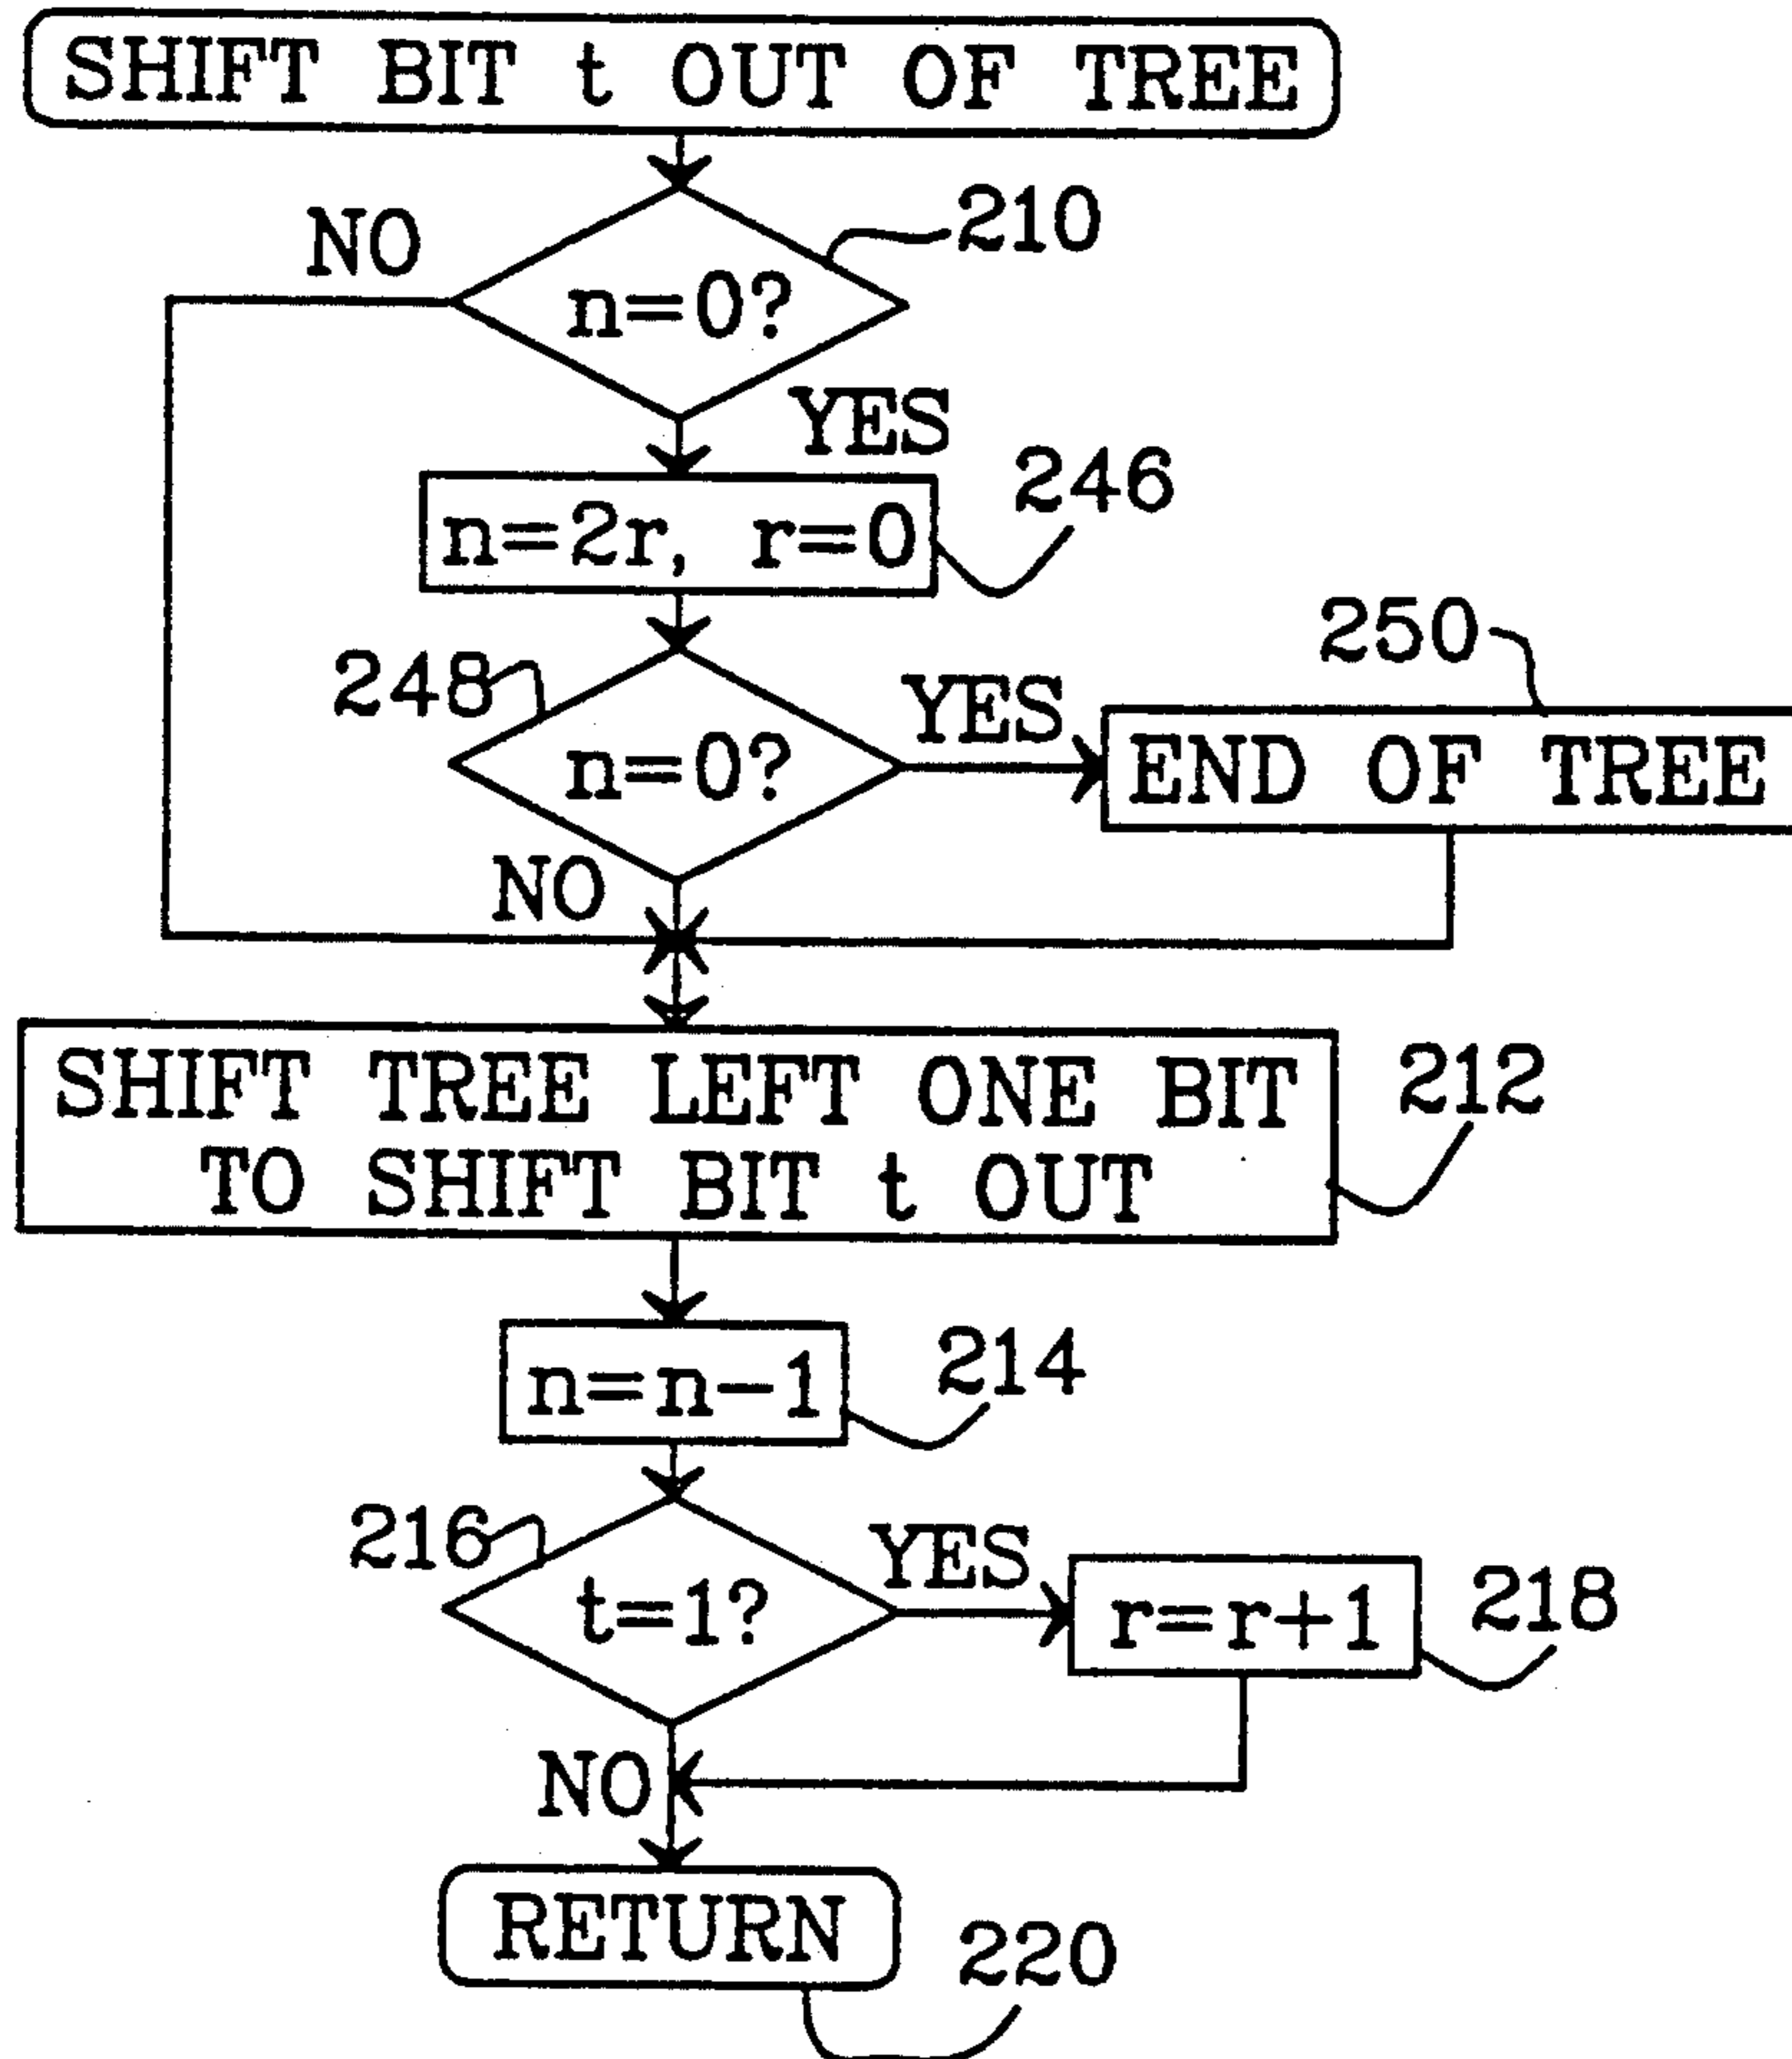 SHIFT BIT t OUT OF TREE
210
NO
n=0?
YES
246
n=2r, r=0
250
248
YES
n=0?
END OF TREE
NO
SHIFT TREE LEFT ONE BIT
TO SHIFT BIT t OUT
212
n=n-1
214
216
YES
t=1?
r=r+1
218
NO
RETURN
220